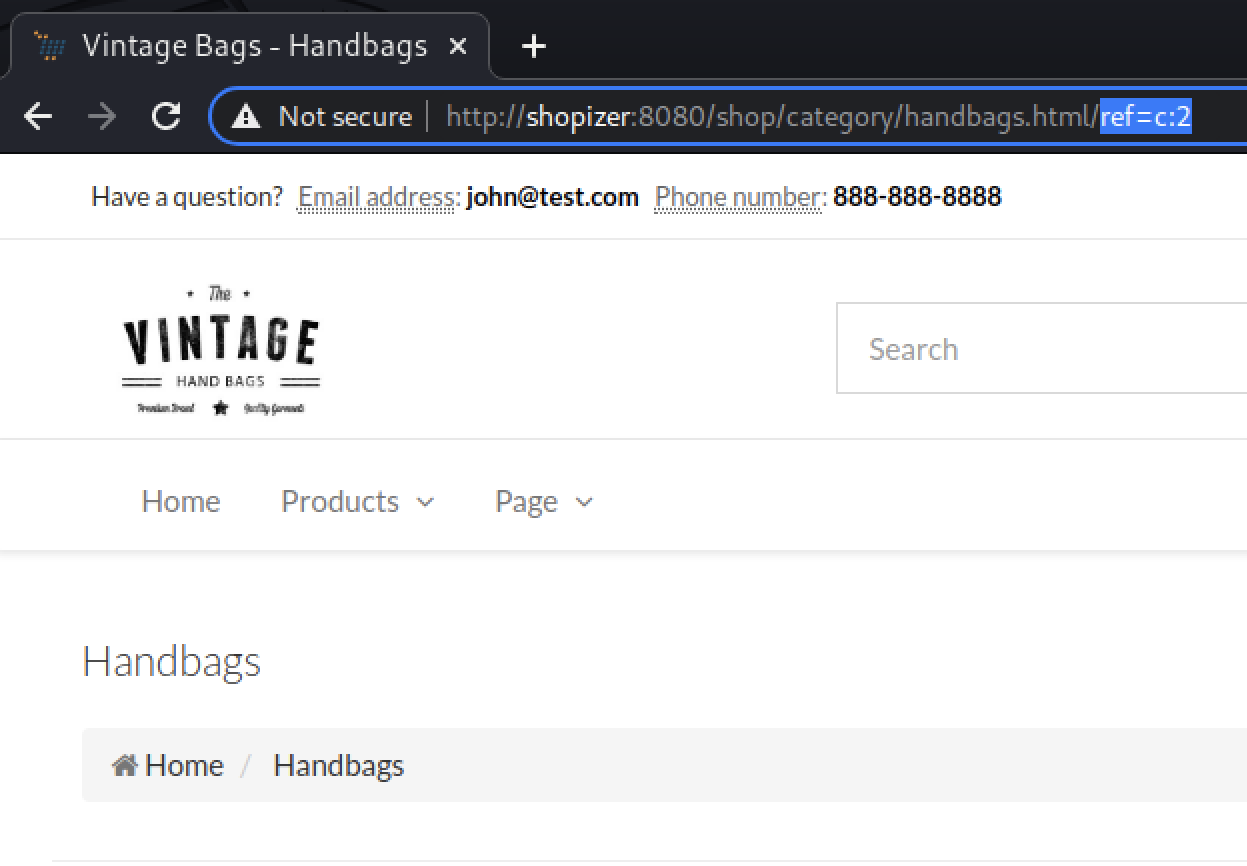 Vintage Bags - Handbags
Not secure | http://shopizer:8080/shop/category/handbags.html/ref=c:2
Have a question? Email address: john@test.com Phone number: 888-888-8888
The
VINTAGE
HAND BAGS
Premium Brand Quality Garments
Search
Home Products Page
Handbags
Home / Handbags